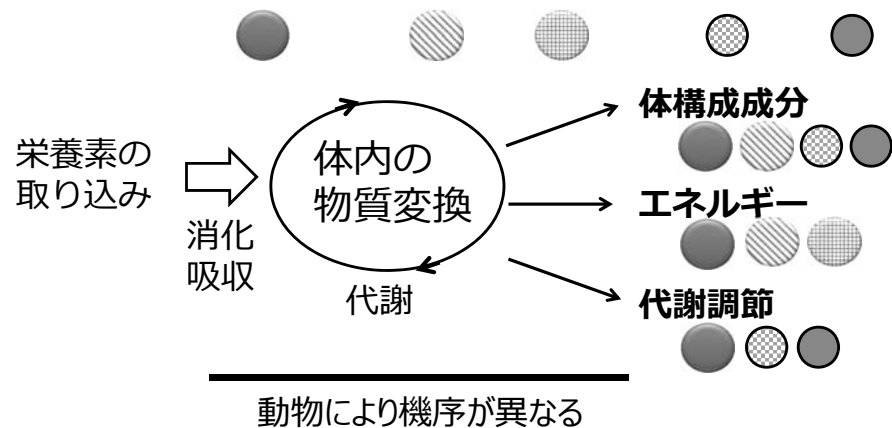 栄養素の
取り込み
消化
吸収
体内の
物質変換
代謝
体構成成分
エネルギー
代謝調節
動物により機序が異なる